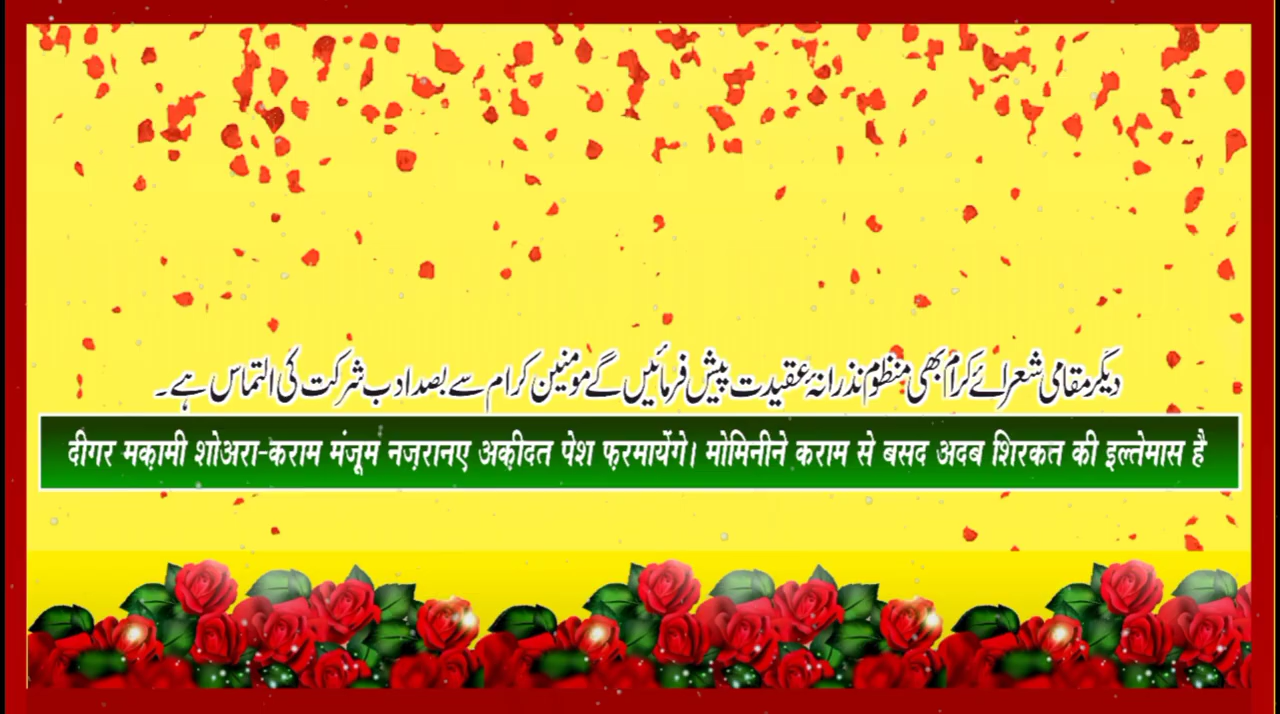 دیگر مقامی شعرائے کرام بھی منظوم نذرانۂ عقیدت پیش فرمائیں گے مومنین کرام سے بصد ادب شرکت کی التماس ہے۔
दीगर मक़ामी शोअरा-कराम मंजूम नज़रानए अक़ीदत पेश फ़रमायेंगे। मोमिनीने कराम से बसद अदब शिरकत की इल्तेमास है